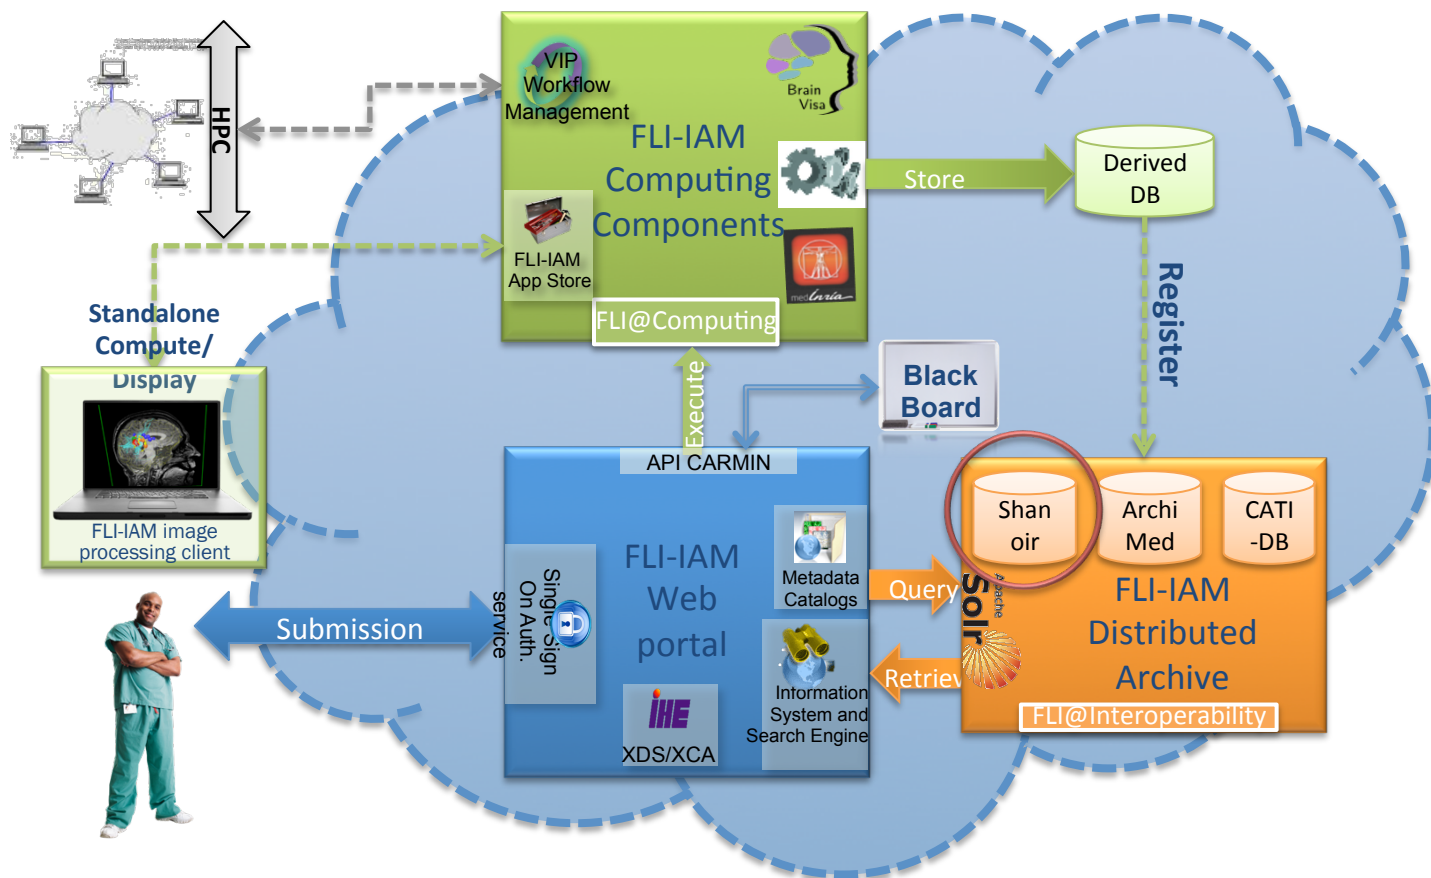 HPC
VIP
Workflow
Management
Brain
Visa
FLI-IAM
Computing
Components
FLI-IAM
App Store
medInria
FLI@Computing
Store
Derived
DB
Register
Standalone
Compute/
Display
FLI-IAM image
processing client
Execute
Black
Board
API CARMIN
FLI-IAM
Web
portal
Single Sign
On Auth.
service
Metadata
Catalogs
Information
System and
Search Engine
IHE
XDS/XCA
Submission
Query
Retriev
Shan
oir
Archi
Med
CATI
-DB
Apache
Solr
FLI-IAM
Distributed
Archive
FLI@Interoperability